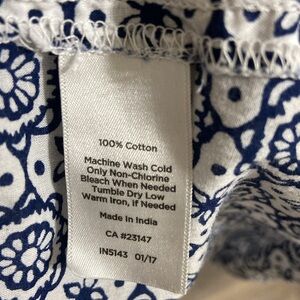 100% Cotton
Machine Wash Cold
Only Non-Chlorine
Bleach When Needed
Tumble Dry Low
Warm Iron, if Needed
Made in India
CA #23147
IN5143 01/17